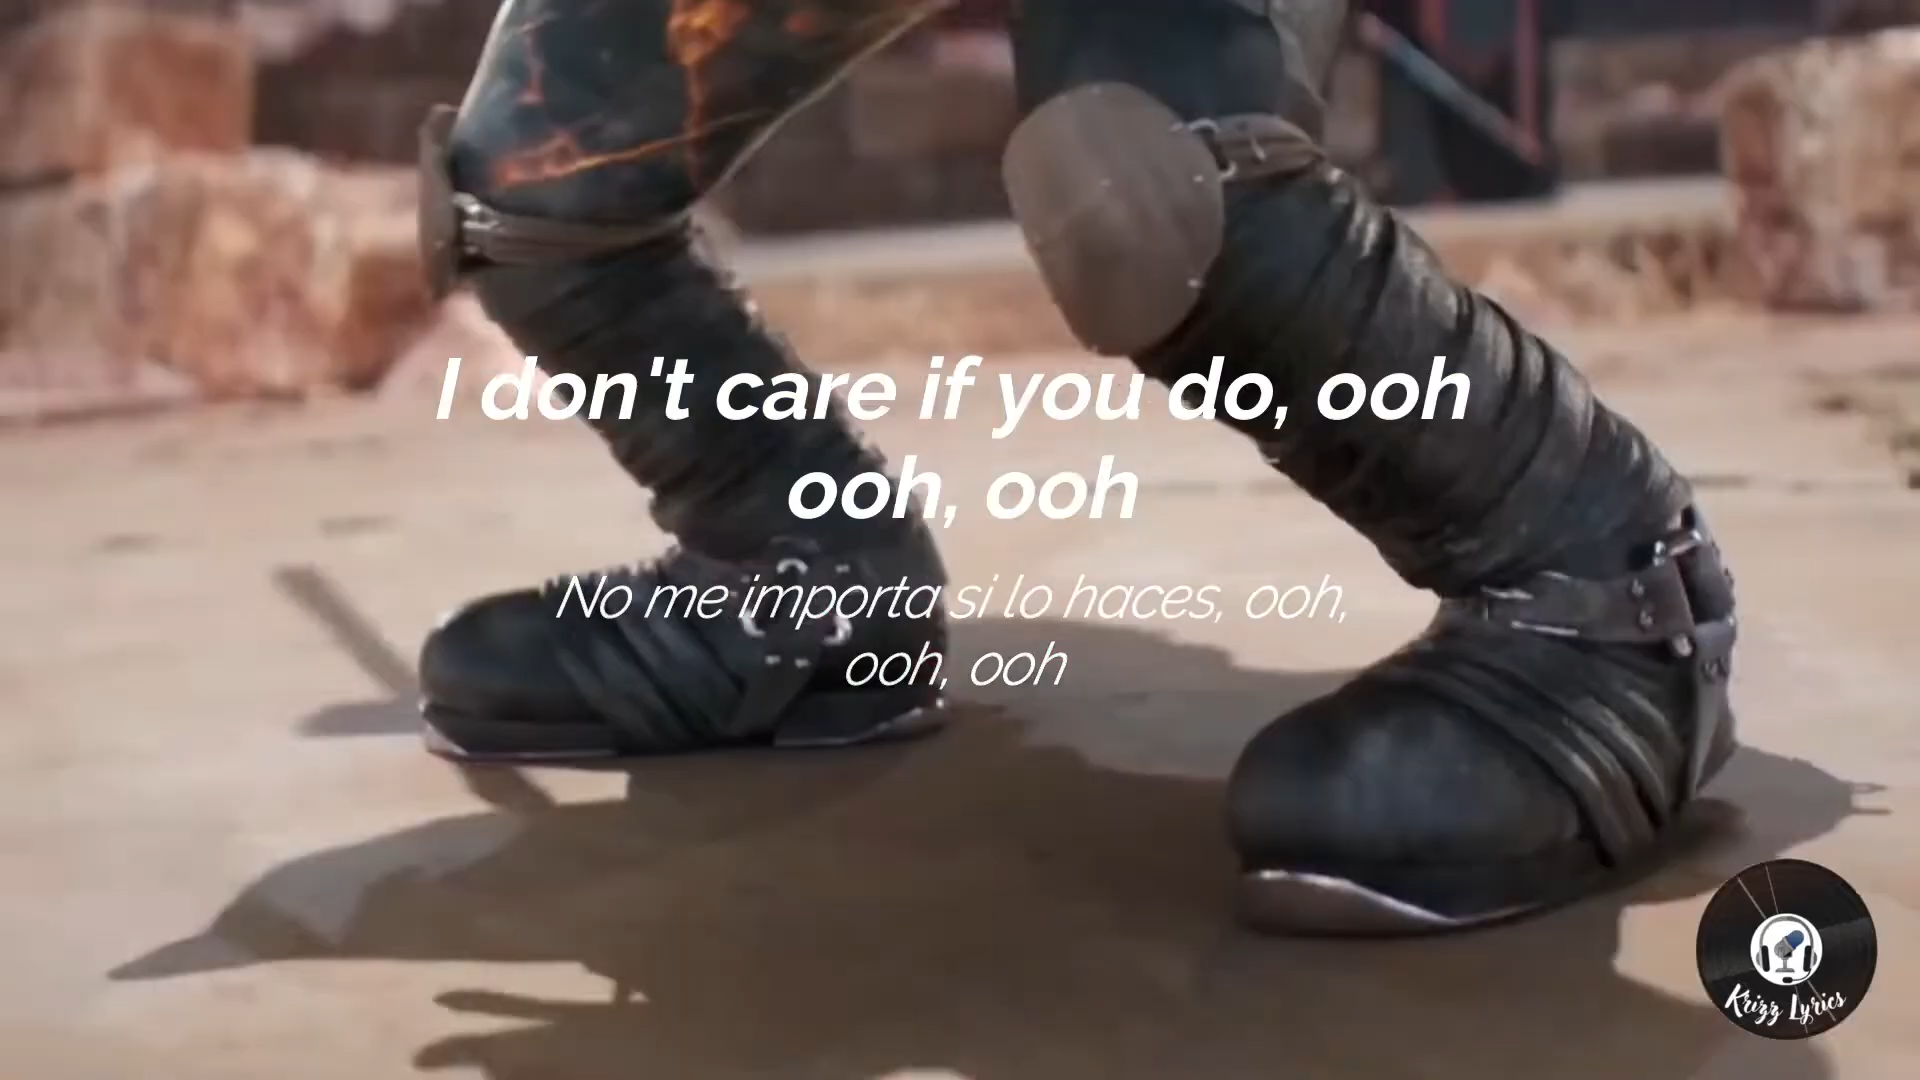 I don't care if you do, ooh
ooh, ooh
No me importa si lo haces, ooh,
ooh, ooh
Krizz Lyrics